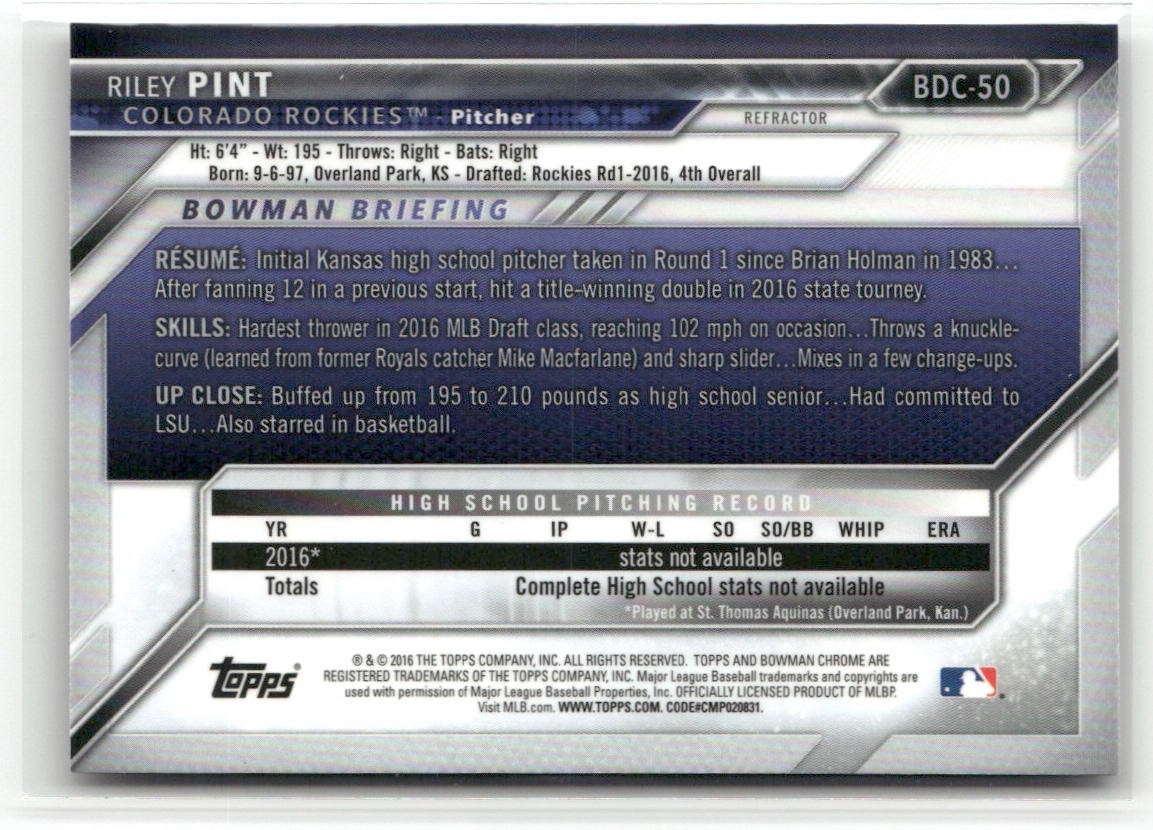 RILEY PINT
BDC-50
COLORADO ROCKIES™ - Pitcher
REFRACTOR
Ht: 6'4" - Wt: 195 - Throws: Right - Bats: Right
Born: 9-6-97, Overland Park, KS - Drafted: Rockies Rd1-2016, 4th Overall
BOWMAN BRIEFING
RÉSUMÉ: Initial Kansas high school pitcher taken in Round 1 since Brian Holman in 1983...
After fanning 12 in a previous start, hit a title-winning double in 2016 state tourney.
SKILLS: Hardest thrower in 2016 MLB Draft class, reaching 102 mph on occasion...Throws a knuckle-
curve (learned from former Royals catcher Mike Macfarlane) and sharp slider...Mixes in a few change-ups.
UP CLOSE: Buffed up from 195 to 210 pounds as high school senior...Had committed to
LSU...Also starred in basketball.
HIGH SCHOOL PITCHING RECORD
YR G IP W-L SO SO/BB WHIP ERA
2016* stats not available
Totals Complete High School stats not available
*Played at St. Thomas Aquinas (Overland Park, Kan.)
Topps
® & © 2016 THE TOPPS COMPANY, INC. ALL RIGHTS RESERVED. TOPPS AND BOWMAN CHROME ARE
REGISTERED TRADEMARKS OF THE TOPPS COMPANY, INC. Major League Baseball trademarks and copyrights are
used with permission of Major League Baseball Properties, Inc. OFFICIALLY LICENSED PRODUCT OF MLBP.
Visit MLB.com. WWW.TOPPS.COM. CODE#CMP020831.